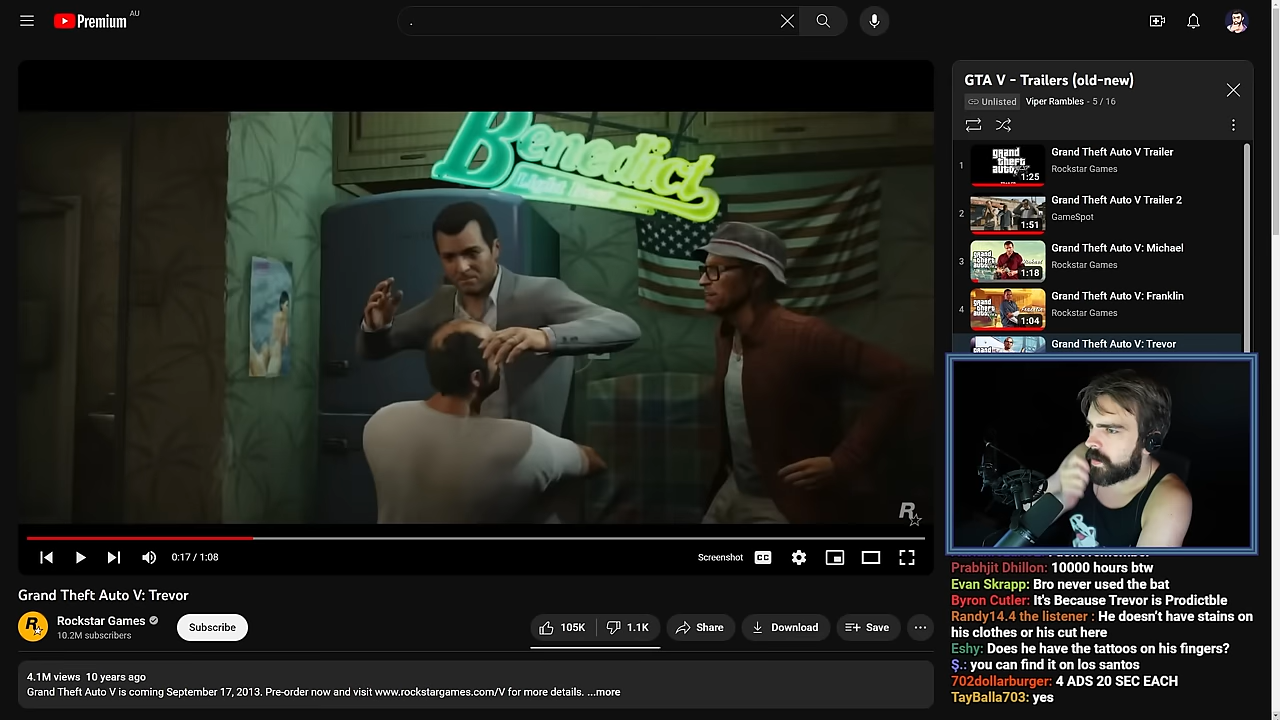 Premium AU
.
Benedict
GTA V - Trailers (old-new)
Unlisted Viper Rambles - 5 / 16
1
grand theft auto
1:25
Grand Theft Auto V Trailer
Rockstar Games
2
1:51
Grand Theft Auto V Trailer 2
GameSpot
3
1:18
Grand Theft Auto V: Michael
Rockstar Games
4
1:04
Grand Theft Auto V: Franklin
Rockstar Games
Grand Theft Auto V: Trevor
R
0:17 / 1:08
Screenshot
CC
Grand Theft Auto V: Trevor
Rockstar Games
10.2M subscribers
Subscribe
105K
1.1K
Share
Download
Save
4.1M views 10 years ago
Grand Theft Auto V is coming September 17, 2013. Pre-order now and visit www.rockstargames.com/V for more details. ...more
Prabhjit Dhillon: 10000 hours btw
Evan Skrapp: Bro never used the bat
Byron Cutler: It's Because Trevor is Prodictble
Randy14.4 the listener : He doesn't have stains on
his clothes or his cut here
Eshy: Does he have the tattoos on his fingers?
Ş.: you can find it on los santos
702dollarburger: 4 ADS 20 SEC EACH
TayBalla703: yes